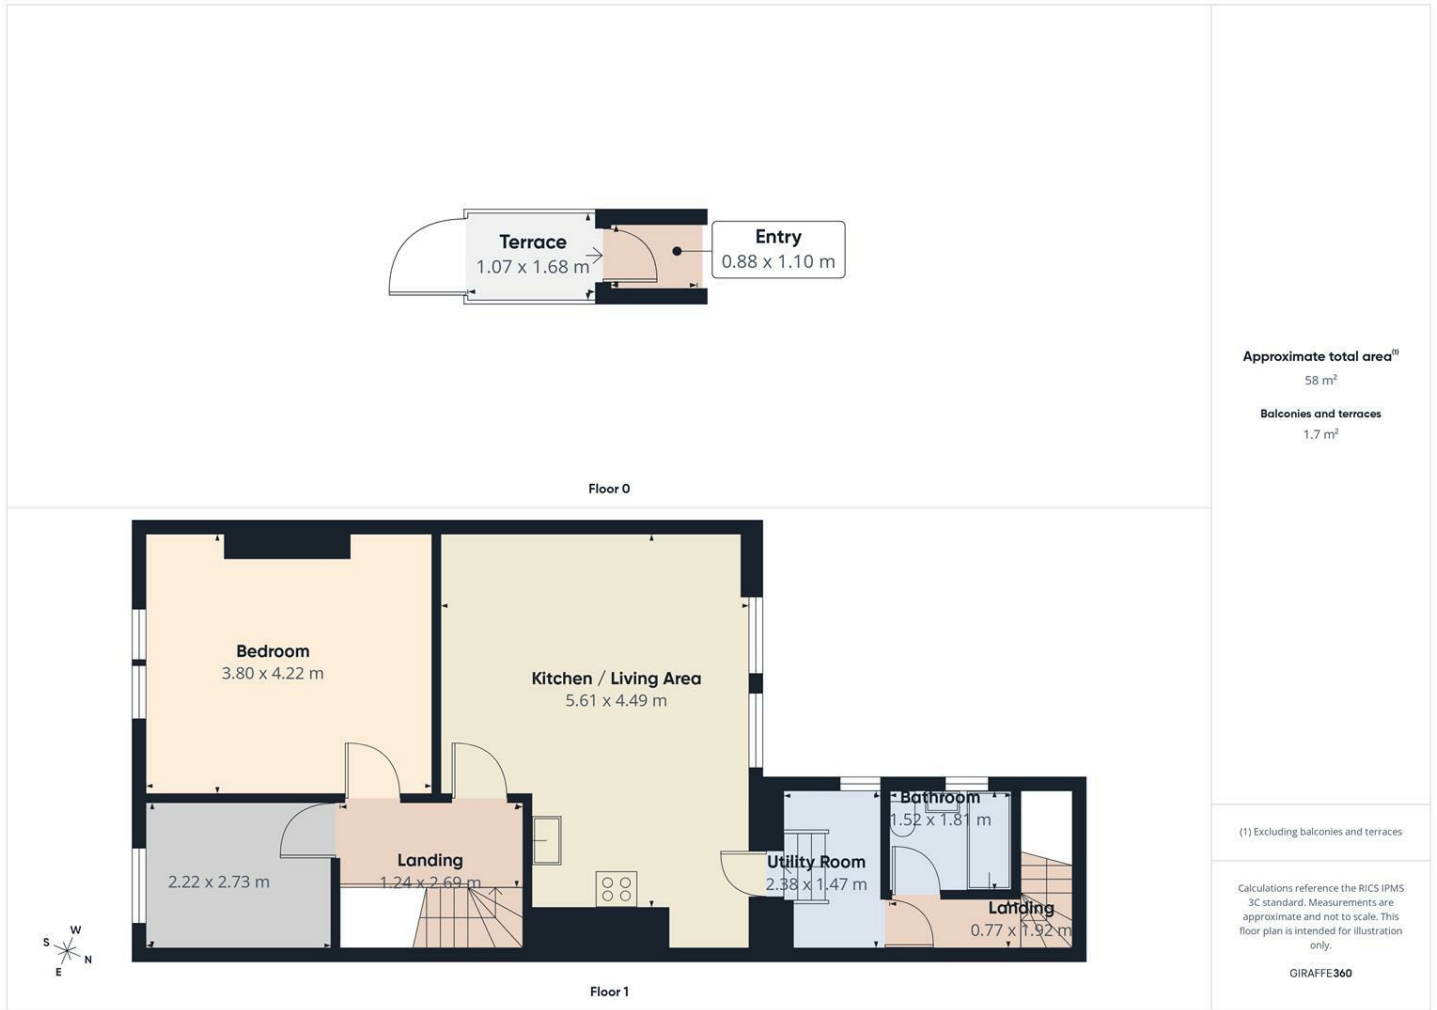 Terrace
1.07 x 1.68 m
Entry
0.88 x 1.10 m
Floor 0
Bedroom
3.80 x 4.22 m
Kitchen / Living Area
5.61 x 4.49 m
Landing
1.24 x 2.69 m
2.22 x 2.73 m
Utility Room
2.38 x 1.47 m
Bathroom
1.52 x 1.81 m
Landing
0.77 x 1.92 m
W
S
N
E
Floor 1
Approximate total area(1)
58 m²
Balconies and terraces
1.7 m²
(1) Excluding balconies and terraces
Calculations reference the RICS IPMS
3C standard. Measurements are
approximate and not to scale. This
floor plan is intended for illustration
only.
GIRAFFE360